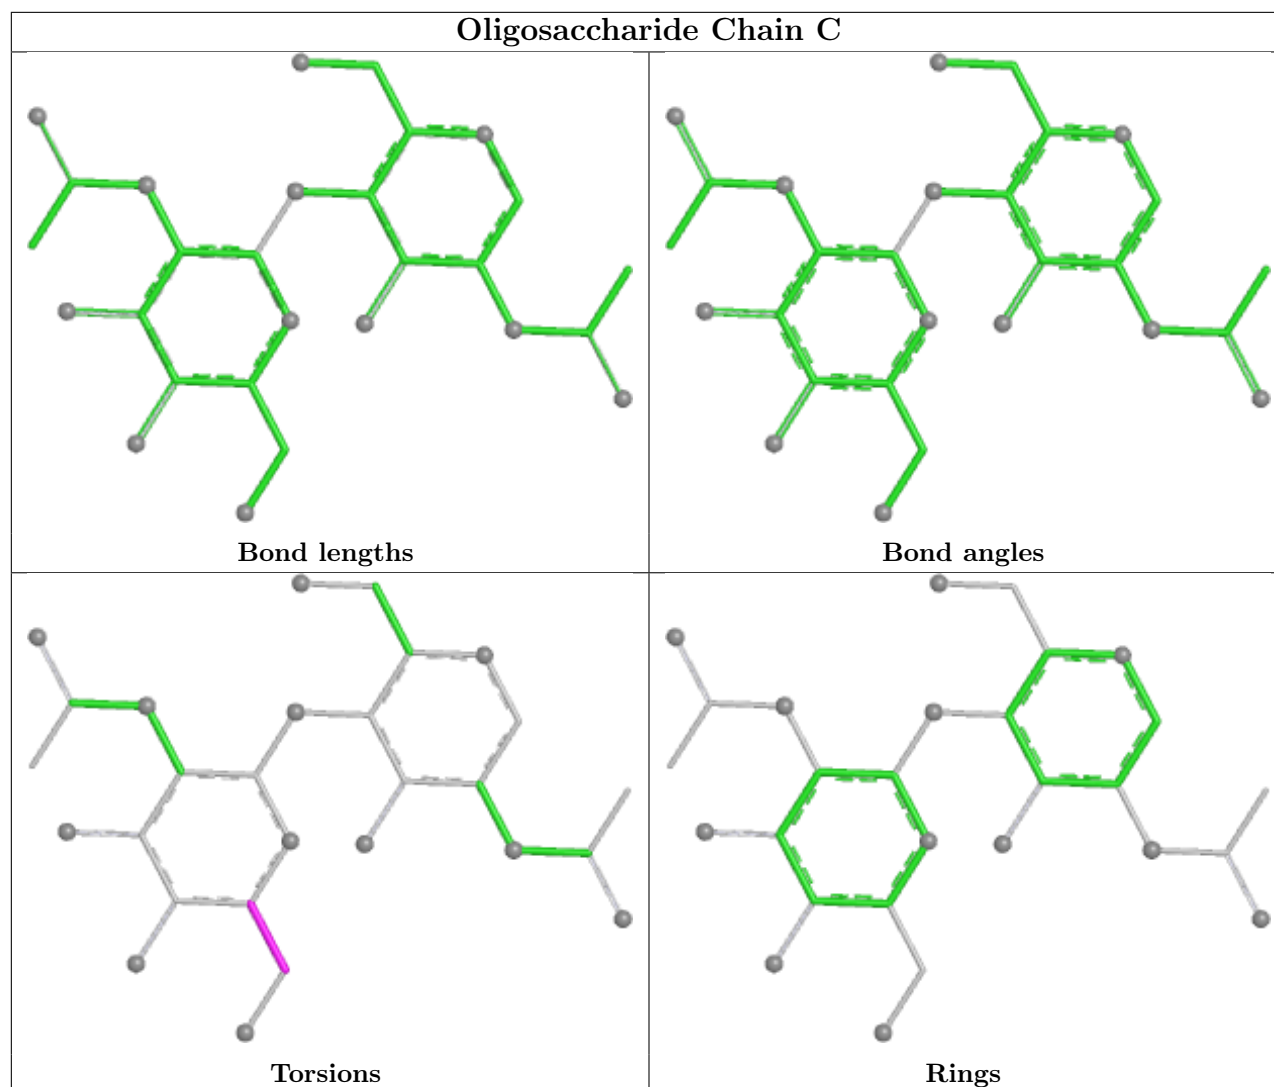 Oligosaccharide Chain C
Bond lengths
Bond angles
Torsions
Rings